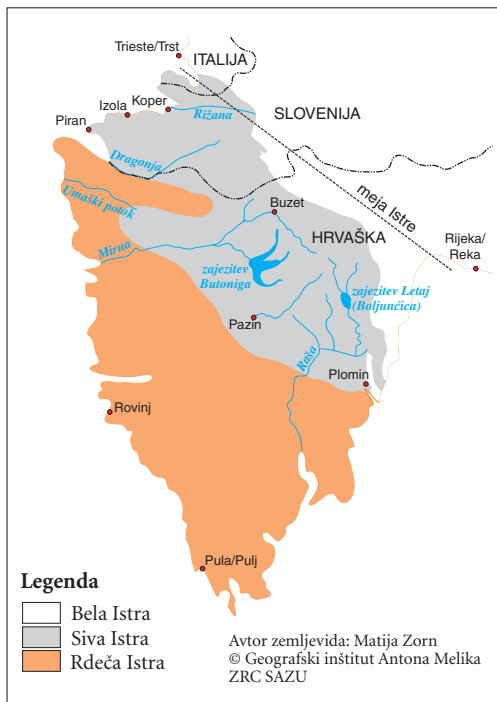 Trieste/Trst
ITALIJA
Koper
Izola
SLOVENIJA
Piran
Rižana
Dragonja
Umaški potok
meja Istre
Buzet
Mirna
HRVAŠKA
Rijeka/
Reka
zajezitev
Butoniga
zajezitev Letaj
(Boljunčica)
Pazin
Raša
Plomin
Rovinj
Pula/Pulj
Legenda
Bela Istra
Siva Istra
Rdeča Istra
Avtor zemljevida: Matija Zorn
© Geografski inštitut Antona Melika
ZRC SAZU